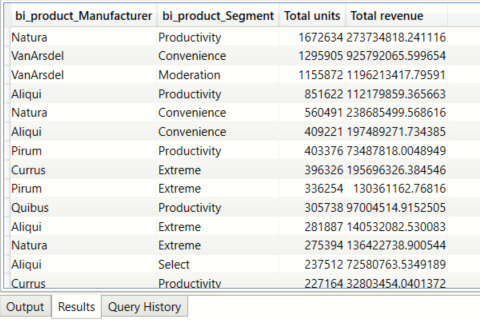 bi_product_Manufacturer bi_product_Segment Total units Total revenue
Natura Productivity 1672634 273734818.241116
VanArsdel Convenience 1295905 925792065.599654
VanArsdel Moderation 1155872 1196213417.79591
Aliqui Productivity 851622 112179859.365663
Natura Convenience 560491 238685499.568616
Aliqui Convenience 409221 197489271.734385
Pirum Productivity 403376 73487818.0048949
Currus Extreme 396326 195696326.384546
Pirum Extreme 336254 130361162.76816
Quibus Productivity 305738 97004514.9152505
Aliqui Extreme 281887 140532082.530083
Natura Extreme 275394 136422738.900544
Aliqui Select 237512 72580763.5349189
Currus Productivity 227164 32803454.0401372
Output Results Query History